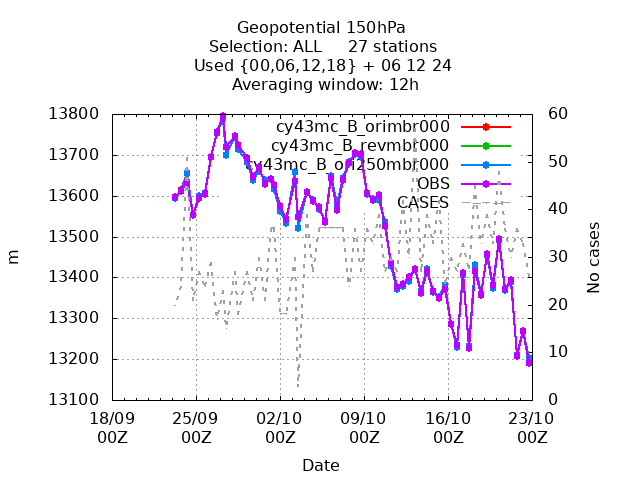 Geopotential 150hPa
Selection: ALL 27 stations
Used {00,06,12,18} + 06 12 24
Averaging window: 12h
cy43mc_B_orimbr000
cy43mc_B_revmbr000
cy43mc_B_ori250mbr000
OBS
CASES
13800
13700
13600
13500
13400
13300
13200
13100
m
60
50
40
30
20
10
0
No cases
18/09 25/09 02/10 09/10 16/10 23/10
00Z 00Z 00Z 00Z 00Z 00Z
Date